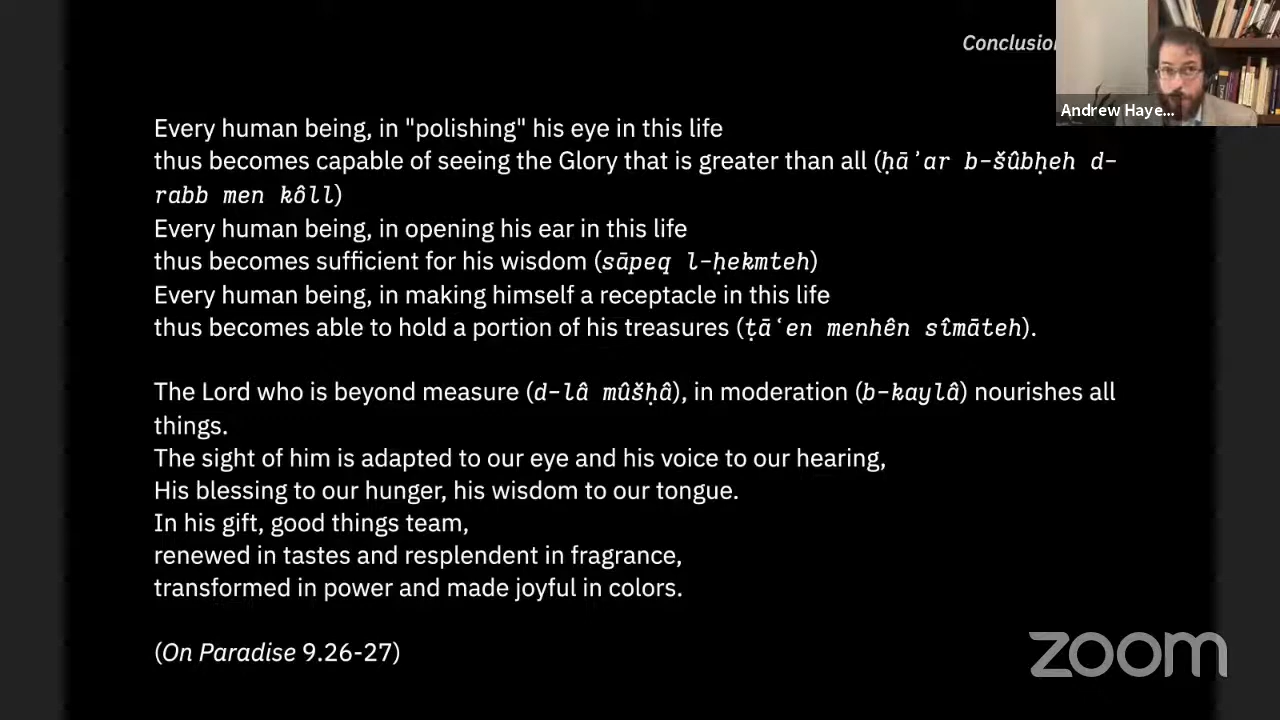 Conclusion
Andrew Haye...
Every human being, in "polishing" his eye in this life
thus becomes capable of seeing the Glory that is greater than all (ḥāʾar b-šûbḥeh d-
rabb men kôll)
Every human being, in opening his ear in this life
thus becomes sufficient for his wisdom (sāpeq l-ḥekmteh)
Every human being, in making himself a receptacle in this life
thus becomes able to hold a portion of his treasures (ṭāʿen menhên sîmāteh).
The Lord who is beyond measure (d-lâ mûšḥâ), in moderation (b-kaylâ) nourishes all
things.
The sight of him is adapted to our eye and his voice to our hearing,
His blessing to our hunger, his wisdom to our tongue.
In his gift, good things team,
renewed in tastes and resplendent in fragrance,
transformed in power and made joyful in colors.
(On Paradise 9.26-27)
zoom